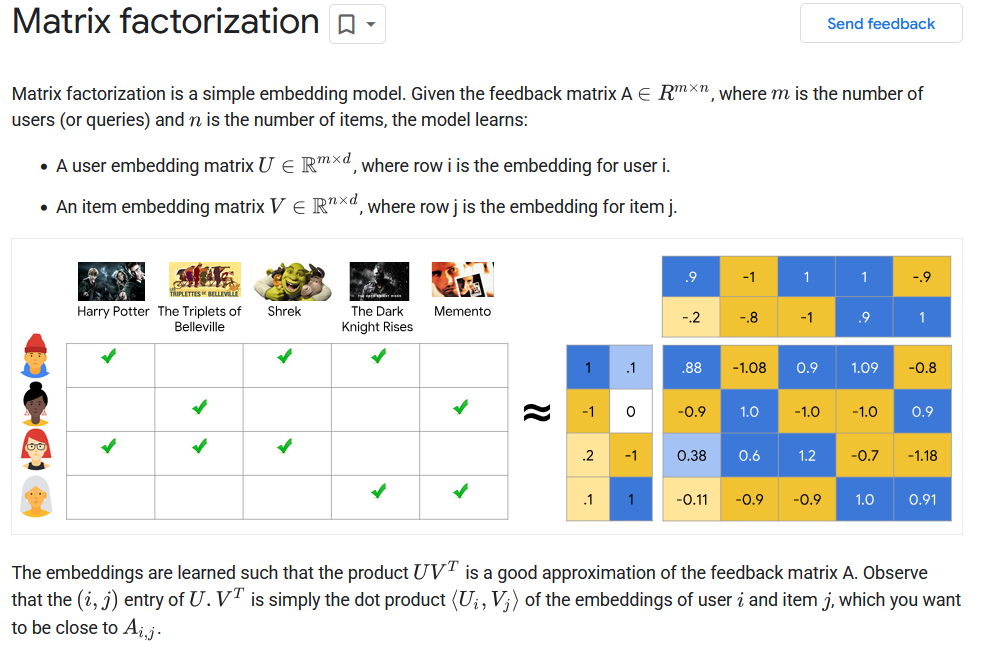 Matrix factorization
Send feedback
Matrix factorization is a simple embedding model. Given the feedback matrix A ∈ R^{m×n}, where m is the number of
users (or queries) and n is the number of items, the model learns:
• A user embedding matrix U ∈ ℝ^{m×d}, where row i is the embedding for user i.
• An item embedding matrix V ∈ ℝ^{n×d}, where row j is the embedding for item j.
Harry Potter The Triplets of Belleville Shrek The Dark Knight Rises Memento
TRIPLETTES DE BELLEVILLE
.9 -1 1 1 -.9
-.2 -.8 -1 .9 1
1 .1 .88 -1.08 0.9 1.09 -0.8
-1 0 -0.9 1.0 -1.0 -1.0 0.9
.2 -1 0.38 0.6 1.2 -0.7 -1.18
.1 1 -0.11 -0.9 -0.9 1.0 0.91
≈
The embeddings are learned such that the product UV^T is a good approximation of the feedback matrix A. Observe
that the (i, j) entry of U.V^T is simply the dot product ⟨U_i, V_j⟩ of the embeddings of user i and item j, which you want
to be close to A_{i,j}.